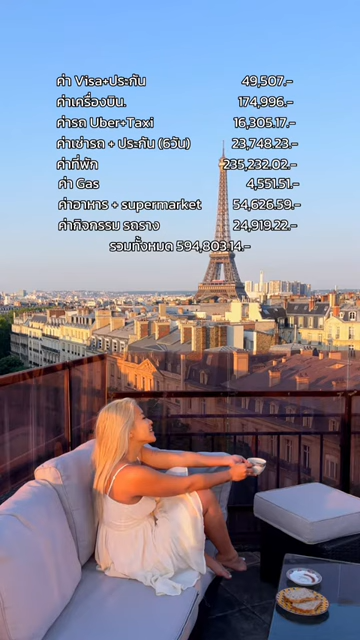 ค่า Visa+ประกัน 49,507.-
ค่าเครื่องบิน. 174,996.-
ค่ารถ Uber+Taxi 16,305.17.-
ค่าเช่ารถ + ประกัน (6วัน) 23,748.23.-
ค่าที่พัก 235,232.02.-
ค่า Gas 4,551.51.-
ค่าอาหาร + supermarket 54,626.59.-
ค่ากิจกรรม รถราง 24,919.22.-
รวมทั้งหมด 594,803.14.-